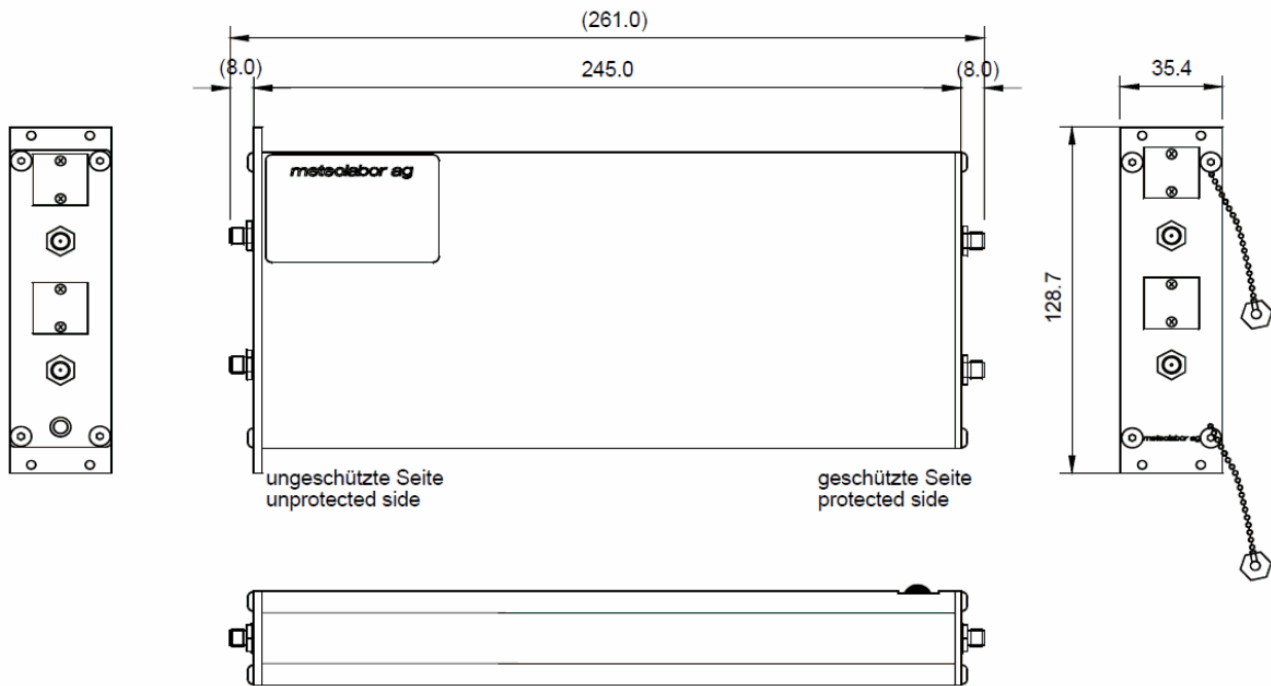 (261.0)
(8.0)
245.0
(8.0)
35.4
meteolabor ag
128.7
meteolabor ag
ungeschützte Seite
unprotected side
geschützte Seite
protected side